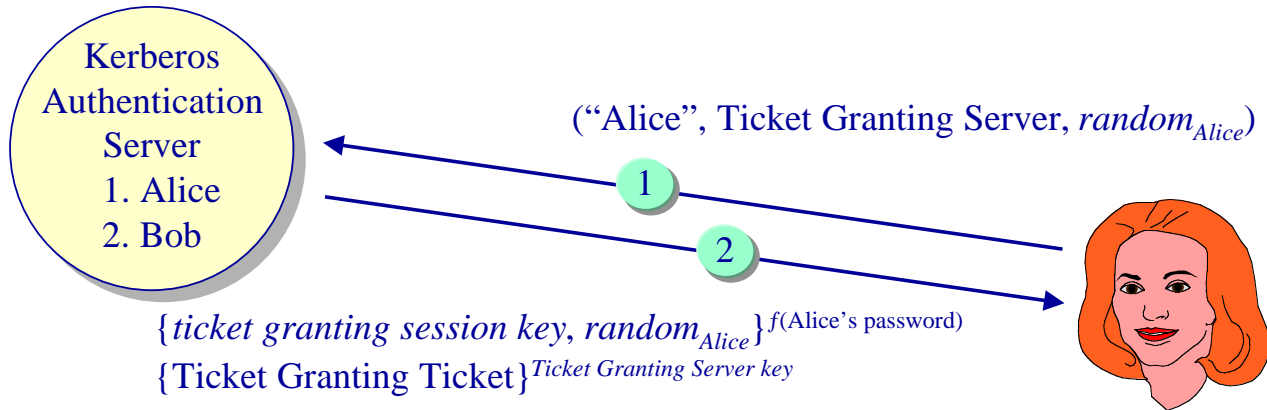 Kerberos
Authentication
Server
1. Alice
2. Bob
(“Alice”, Ticket Granting Server, random_Alice)
1
2
{ticket granting session key, random_Alice}^f(Alice’s password)
{Ticket Granting Ticket}^Ticket Granting Server key